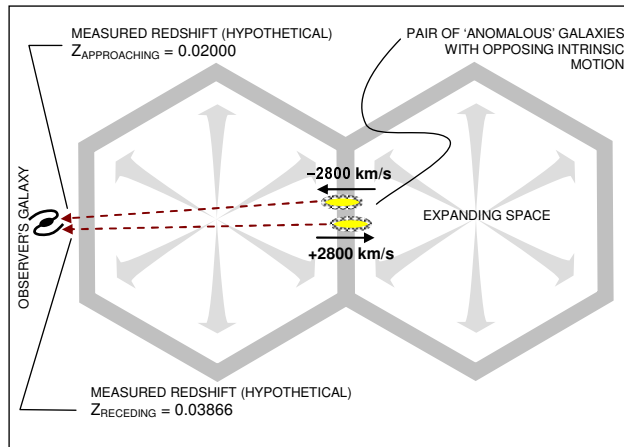 MEASURED REDSHIFT (HYPOTHETICAL)
ZAPPROACHING = 0.02000
PAIR OF 'ANOMALOUS' GALAXIES
WITH OPPOSING INTRINSIC
MOTION
−2800 km/s
OBSERVER'S GALAXY
EXPANDING SPACE
+2800 km/s
MEASURED REDSHIFT (HYPOTHETICAL)
ZRECEDING = 0.03866